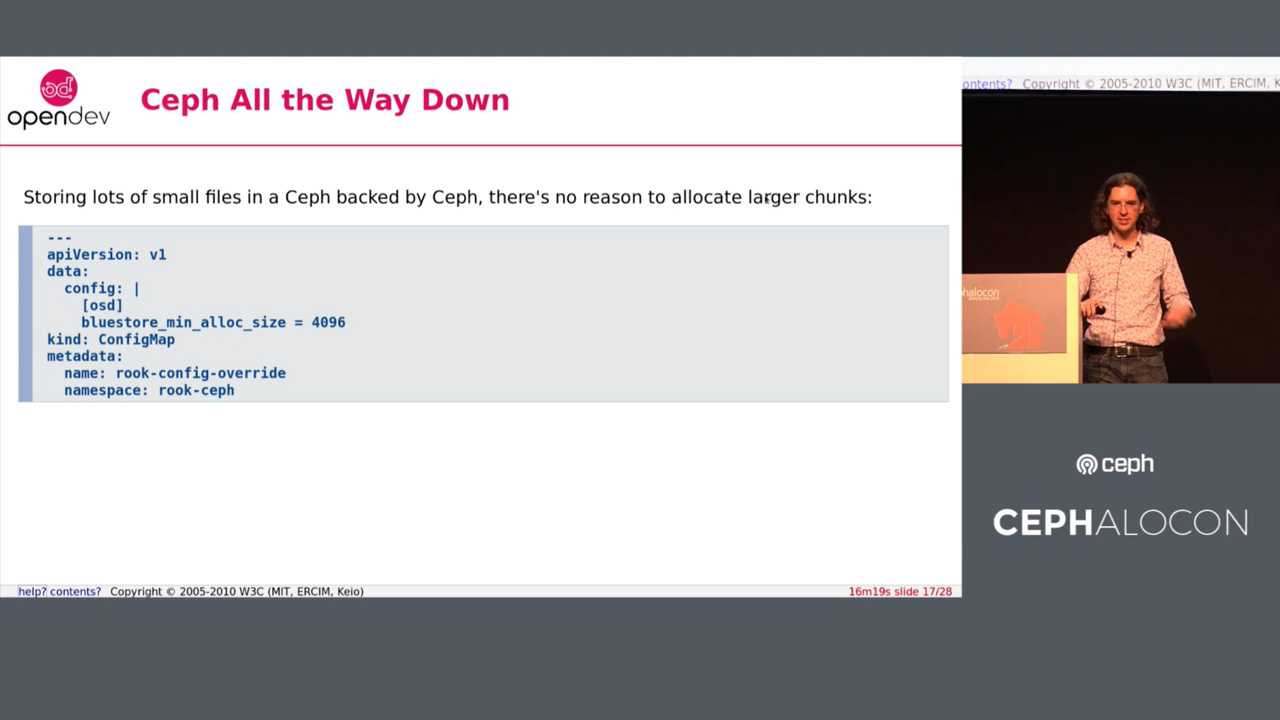 od
opendev
Ceph All the Way Down
Storing lots of small files in a Ceph backed by Ceph, there's no reason to allocate larger chunks:
---
apiVersion: v1
data:
config: |
[osd]
bluestore_min_alloc_size = 4096
kind: ConfigMap
metadata:
name: rook-config-override
namespace: rook-ceph
help? contents? Copyright © 2005-2010 W3C (MIT, ERCIM, Keio)
16m19s slide 17/28
ontents? Copyright © 2005-2010 W3C (MIT, ERCIM, K
phalocon
ceph
CEPHALOCON